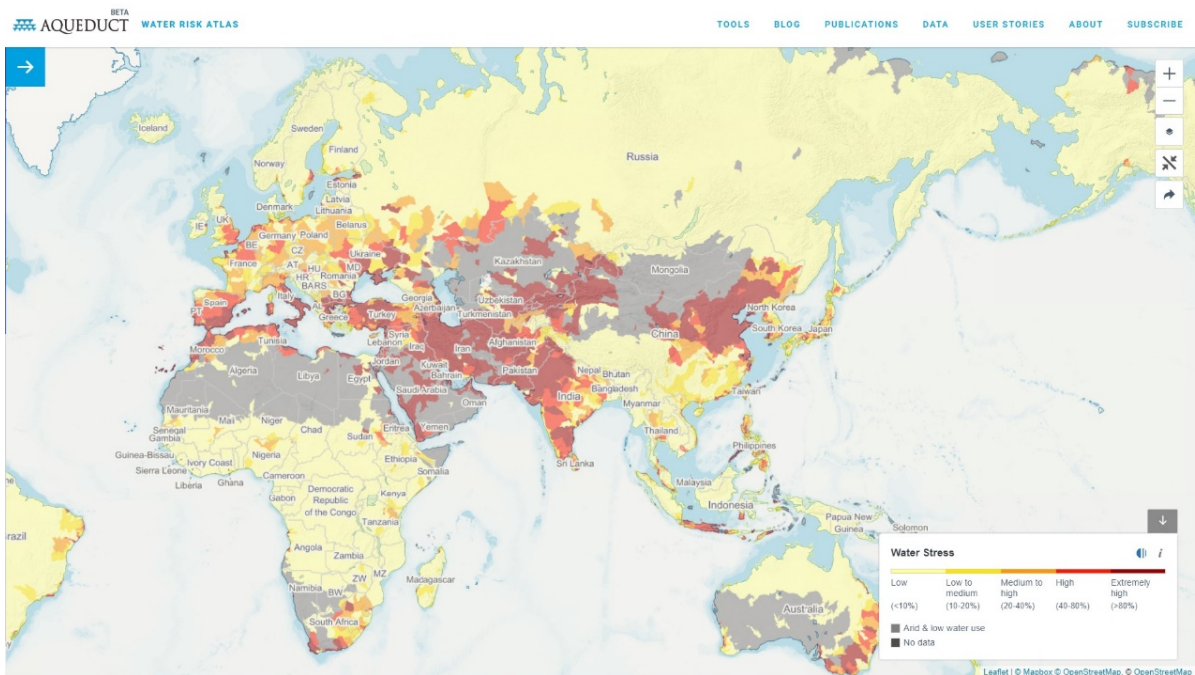 BETA
AQUEDUCT WATER RISK ATLAS
TOOLS BLOG PUBLICATIONS DATA USER STORIES ABOUT SUBSCRIBE
Iceland
Sweden
Finland
Norway
Russia
Estonia
Latvia
Denmark
Lithuania
UK
IE
Belarus
Germany Poland
BE
CZ
Ukraine
France
AT HU MD
HR Romania
BARS
Kazakhstan
Mongolia
Italy
BG
Georgia
Uzbekistan
North Korea
PT Spain
AL
Greece
Turkey
Azerbaijan
Turkmenistan
China
South Korea
Japan
Tunisia
Syria
Lebanon
Iraq
Iran
Afghanistan
Morocco
Jordan
Kuwait
Pakistan
Nepal
Bhutan
Algeria
Libya
Egypt
Bahrain
Saudi Arabia
Bangladesh
India
Taiwan
Oman
Myanmar
Mauritania
Mali
Niger
Chad
Sudan
Eritrea
Yemen
Thailand
Philippines
Senegal
Gambia
Guinea-Bissau
Nigeria
Ethiopia
Sierra Leone
Ivory Coast
Somalia
Sri Lanka
Liberia
Ghana
Cameroon
Malaysia
Gabon
Democratic
Republic
of the Congo
Kenya
Indonesia
Tanzania
Papua New
Guinea
Solomon
razil
Angola
Zambia
ZW MZ
Madagascar
Namibia
BW
South Africa
Australia
Water Stress
i
Low
Low to
medium
Medium to
high
High
Extremely
high
(<10%)
(10-20%)
(20-40%)
(40-80%)
(>80%)
Arid & low water use
No data
Leaflet | © Mapbox © OpenStreetMap, © OpenStreetMap